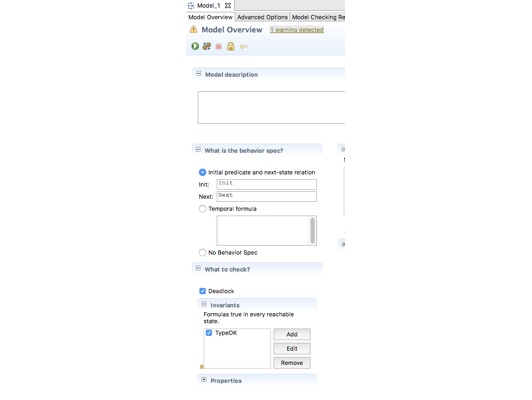 Model_1
Model Overview Advanced Options Model Checking Re
Model Overview 1 warning detected
Model description
What is the behavior spec?
Initial predicate and next-state relation
Init: Init
Next: Next
Temporal formula
No Behavior Spec
What to check?
Deadlock
Invariants
Formulas true in every reachable
state.
TypeOK
Add
Edit
Remove
Properties